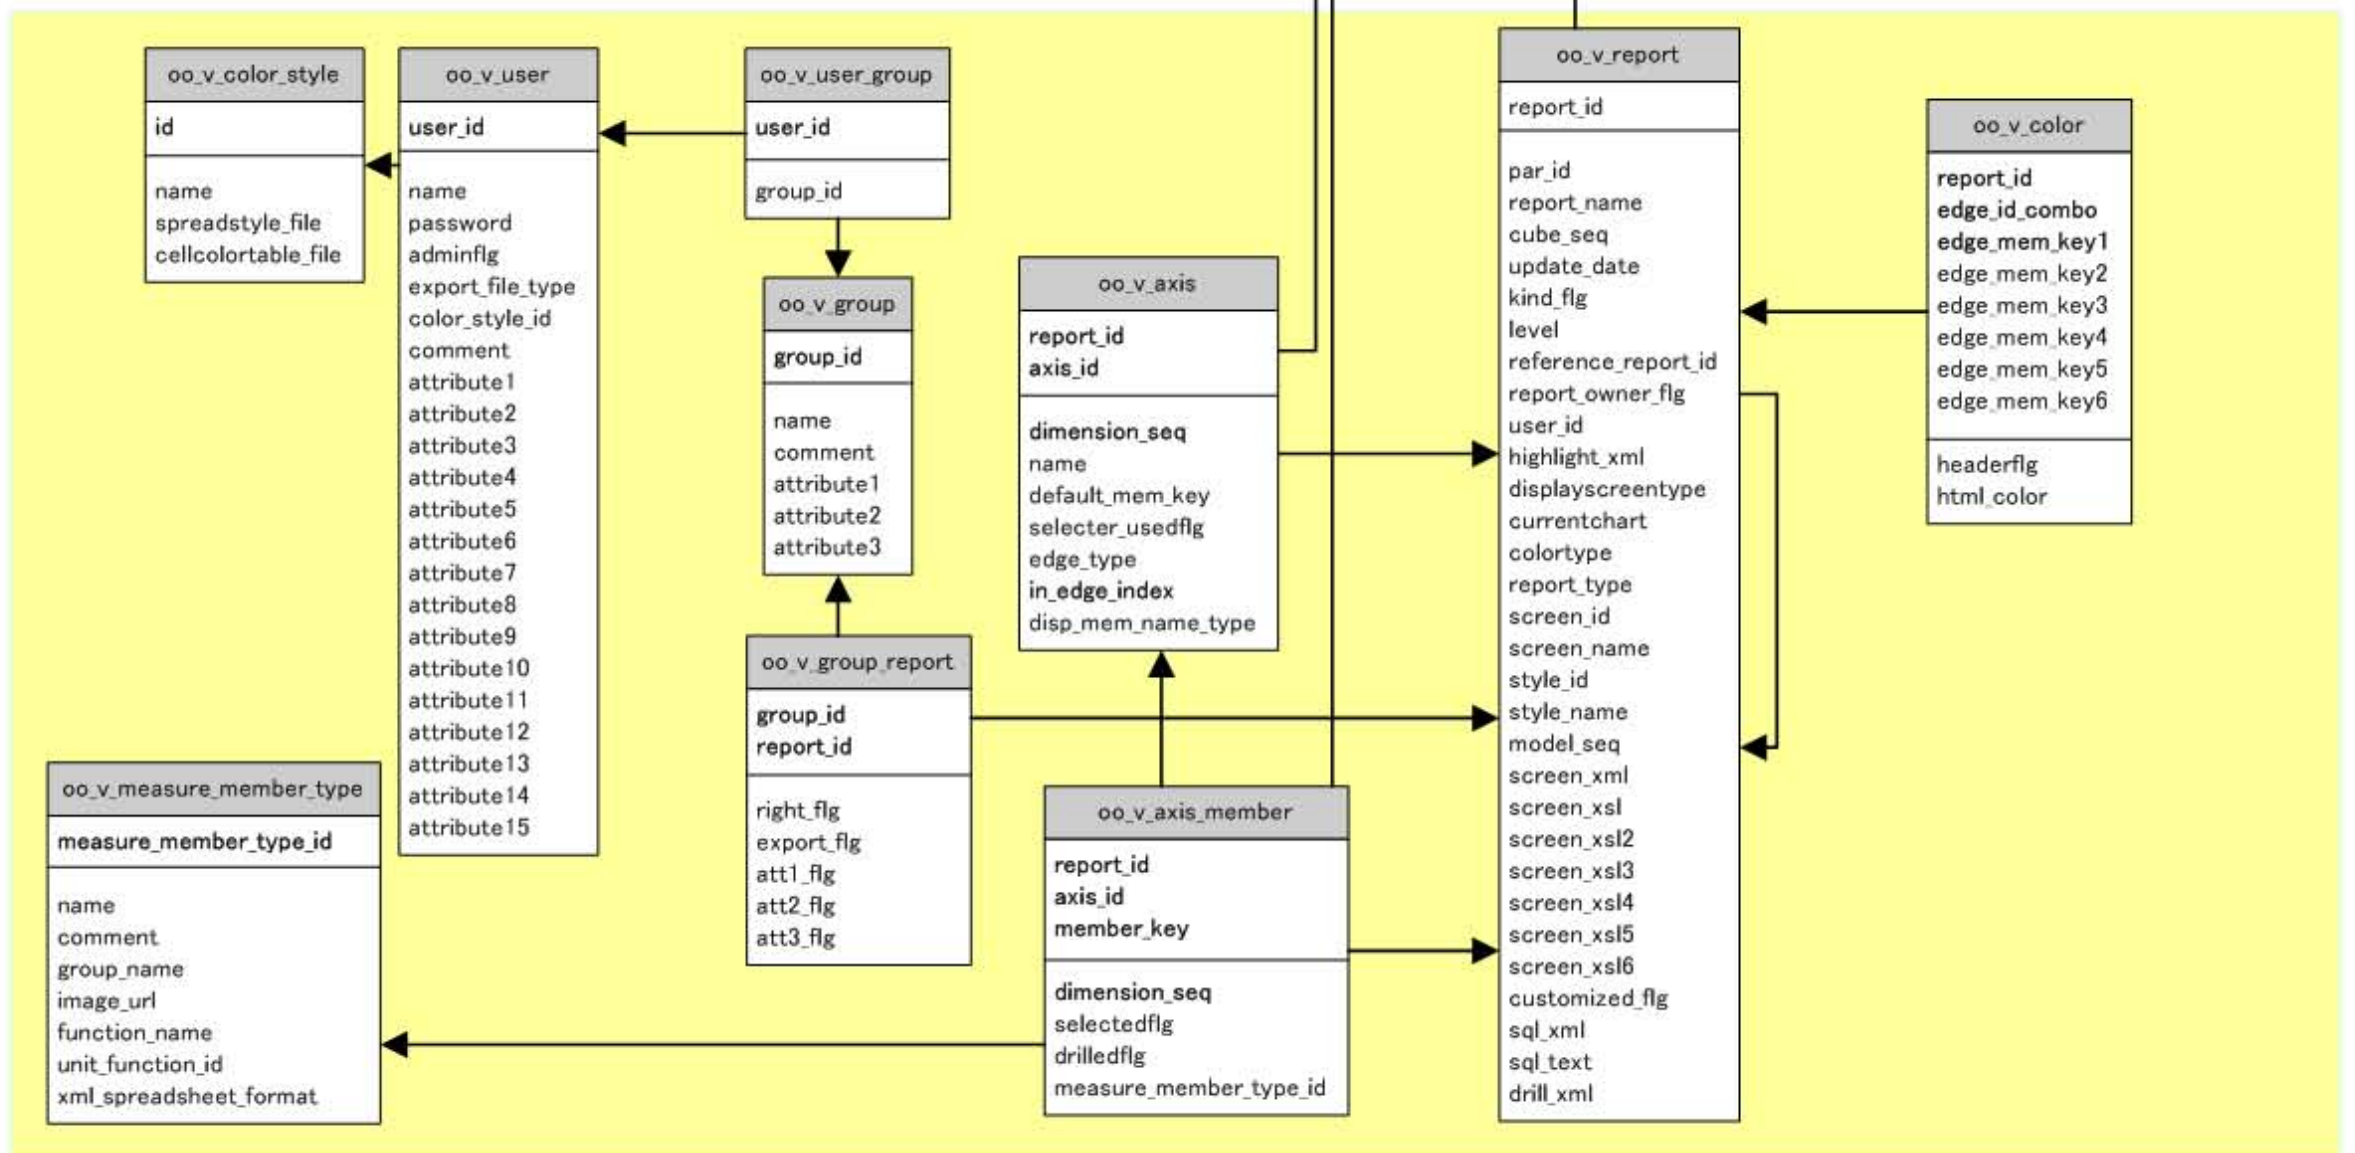 oo_v_color_style
id
name
spreadstyle_file
cellcolortable_file
oo_v_user
user_id
name
password
adminflg
export_file_type
color_style_id
comment
attribute1
attribute2
attribute3
attribute4
attribute5
attribute6
attribute7
attribute8
attribute9
attribute10
attribute11
attribute12
attribute13
attribute14
attribute15
oo_v_user_group
user_id
group_id
oo_v_group
group_id
name
comment
attribute1
attribute2
attribute3
oo_v_group_report
group_id
report_id
right_flg
export_flg
att1_flg
att2_flg
att3_flg
oo_v_measure_member_type
measure_member_type_id
name
comment
group_name
image_url
function_name
unit_function_id
xml_spreadsheet_format
oo_v_axis
report_id
axis_id
dimension_seq
name
default_mem_key
selecter_usedflg
edge_type
in_edge_index
disp_mem_name_type
oo_v_axis_member
report_id
axis_id
member_key
dimension_seq
selectedflg
drilledflg
measure_member_type_id
oo_v_report
report_id
par_id
report_name
cube_seq
update_date
kind_flg
level
reference_report_id
report_owner_flg
user_id
highlight_xml
displayscreentype
currentchart
colortype
report_type
screen_id
screen_name
style_id
style_name
model_seq
screen_xml
screen_xsl
screen_xsl2
screen_xsl3
screen_xsl4
screen_xsl5
screen_xsl6
customized_flg
sql_xml
sql_text
drill_xml
oo_v_color
report_id
edge_id_combo
edge_mem_key1
edge_mem_key2
edge_mem_key3
edge_mem_key4
edge_mem_key5
edge_mem_key6
headerflg
html_color